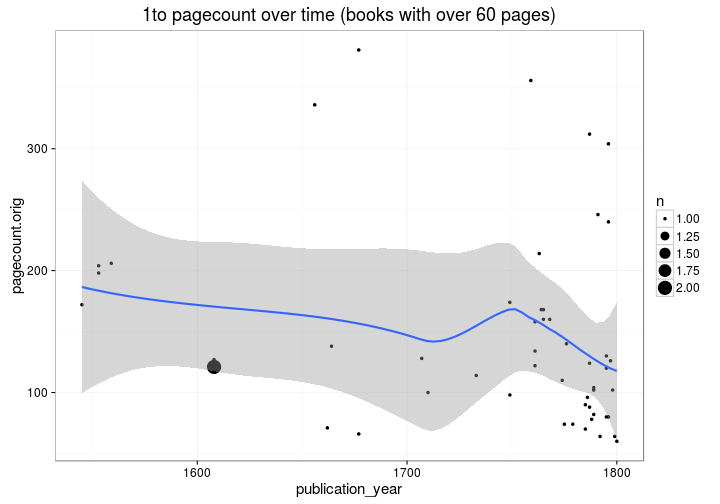 1to pagecount over time (books with over 60 pages)
pagecount.orig
300
200
100
1600
1700
1800
publication_year
n
1.00
1.25
1.50
1.75
2.00